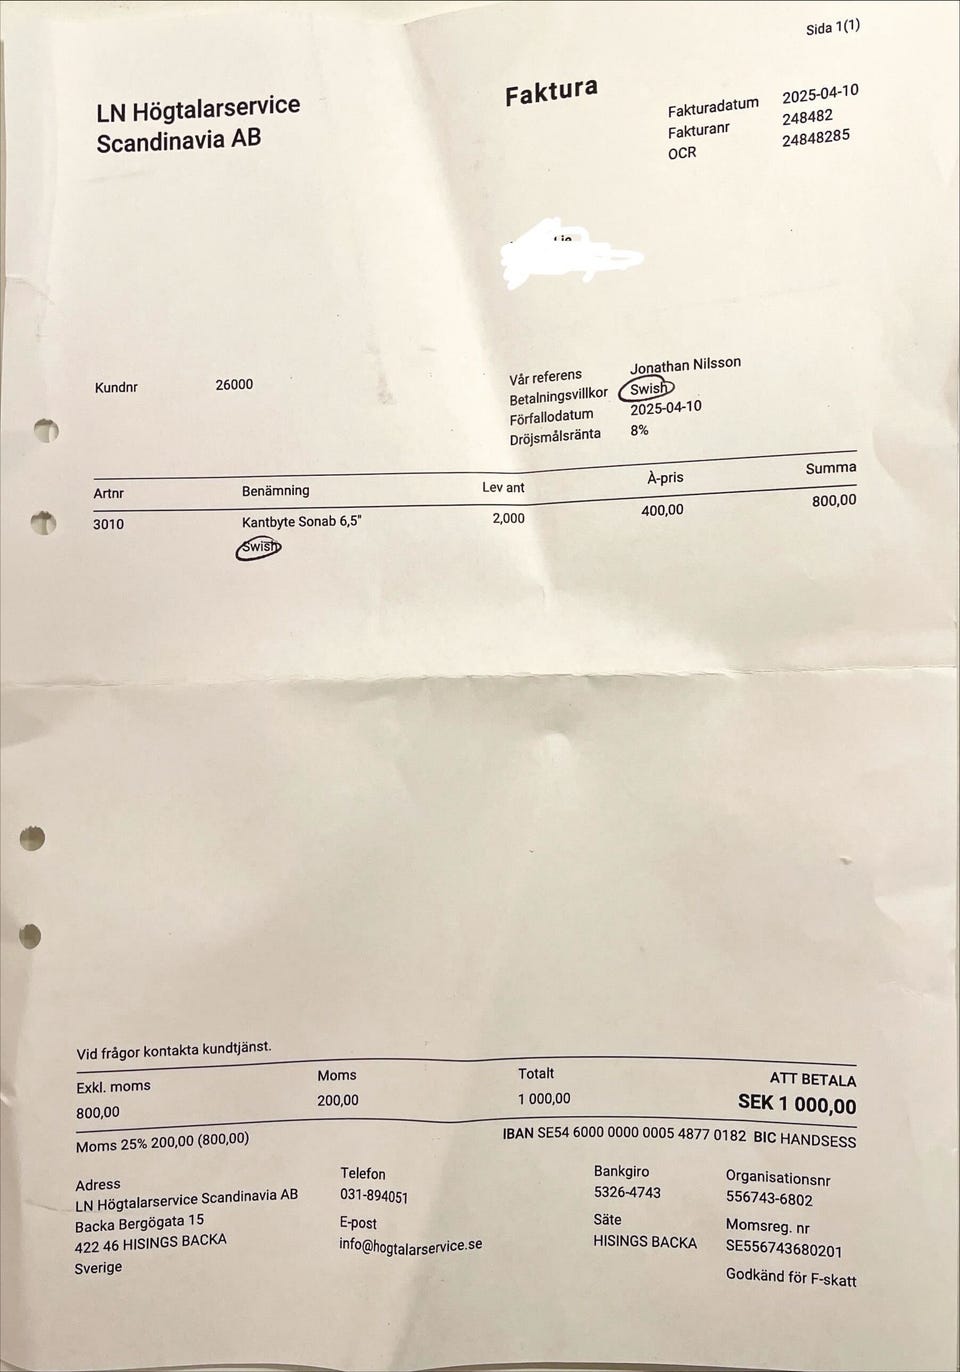 Sida 1(1)
LN Högtalarservice
Scandinavia AB
Faktura
Fakturadatum 2025-04-10
Fakturanr 248482
OCR 24848285
Kundnr 26000
Vår referens Jonathan Nilsson
Betalningsvillkor Swish
Förfallodatum 2025-04-10
Dröjsmålsränta 8%
Artnr Benämning Lev ant À-pris Summa
3010 Kantbyte Sonab 6,5" 2,000 400,00 800,00
Swish
Vid frågor kontakta kundtjänst.
Exkl. moms Moms Totalt ATT BETALA
800,00 200,00 1 000,00 SEK 1 000,00
Moms 25% 200,00 (800,00) IBAN SE54 6000 0000 0005 4877 0182 BIC HANDSESS
Adress
LN Högtalarservice Scandinavia AB
Backa Bergögata 15
422 46 HISINGS BACKA
Sverige
Telefon
031-894051
E-post
info@hogtalarservice.se
Bankgiro
5326-4743
Säte
HISINGS BACKA
Organisationsnr
556743-6802
Momsreg. nr
SE556743680201
Godkänd för F-skatt